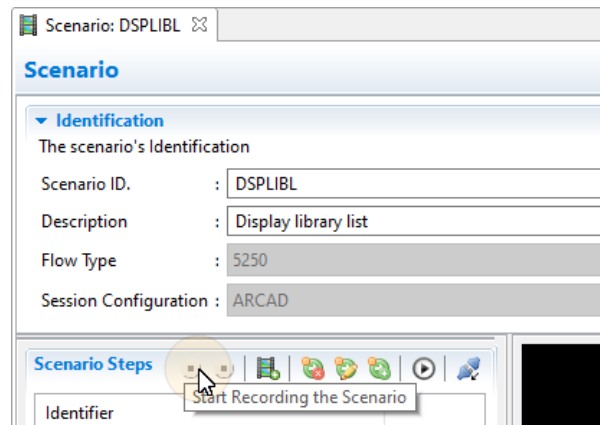 Scenario: DSPLIBL
Scenario
Identification
The scenario's Identification
Scenario ID. : DSPLIBL
Description : Display library list
Flow Type : 5250
Session Configuration : ARCAD
Scenario Steps
Start Recording the Scenario
Identifier